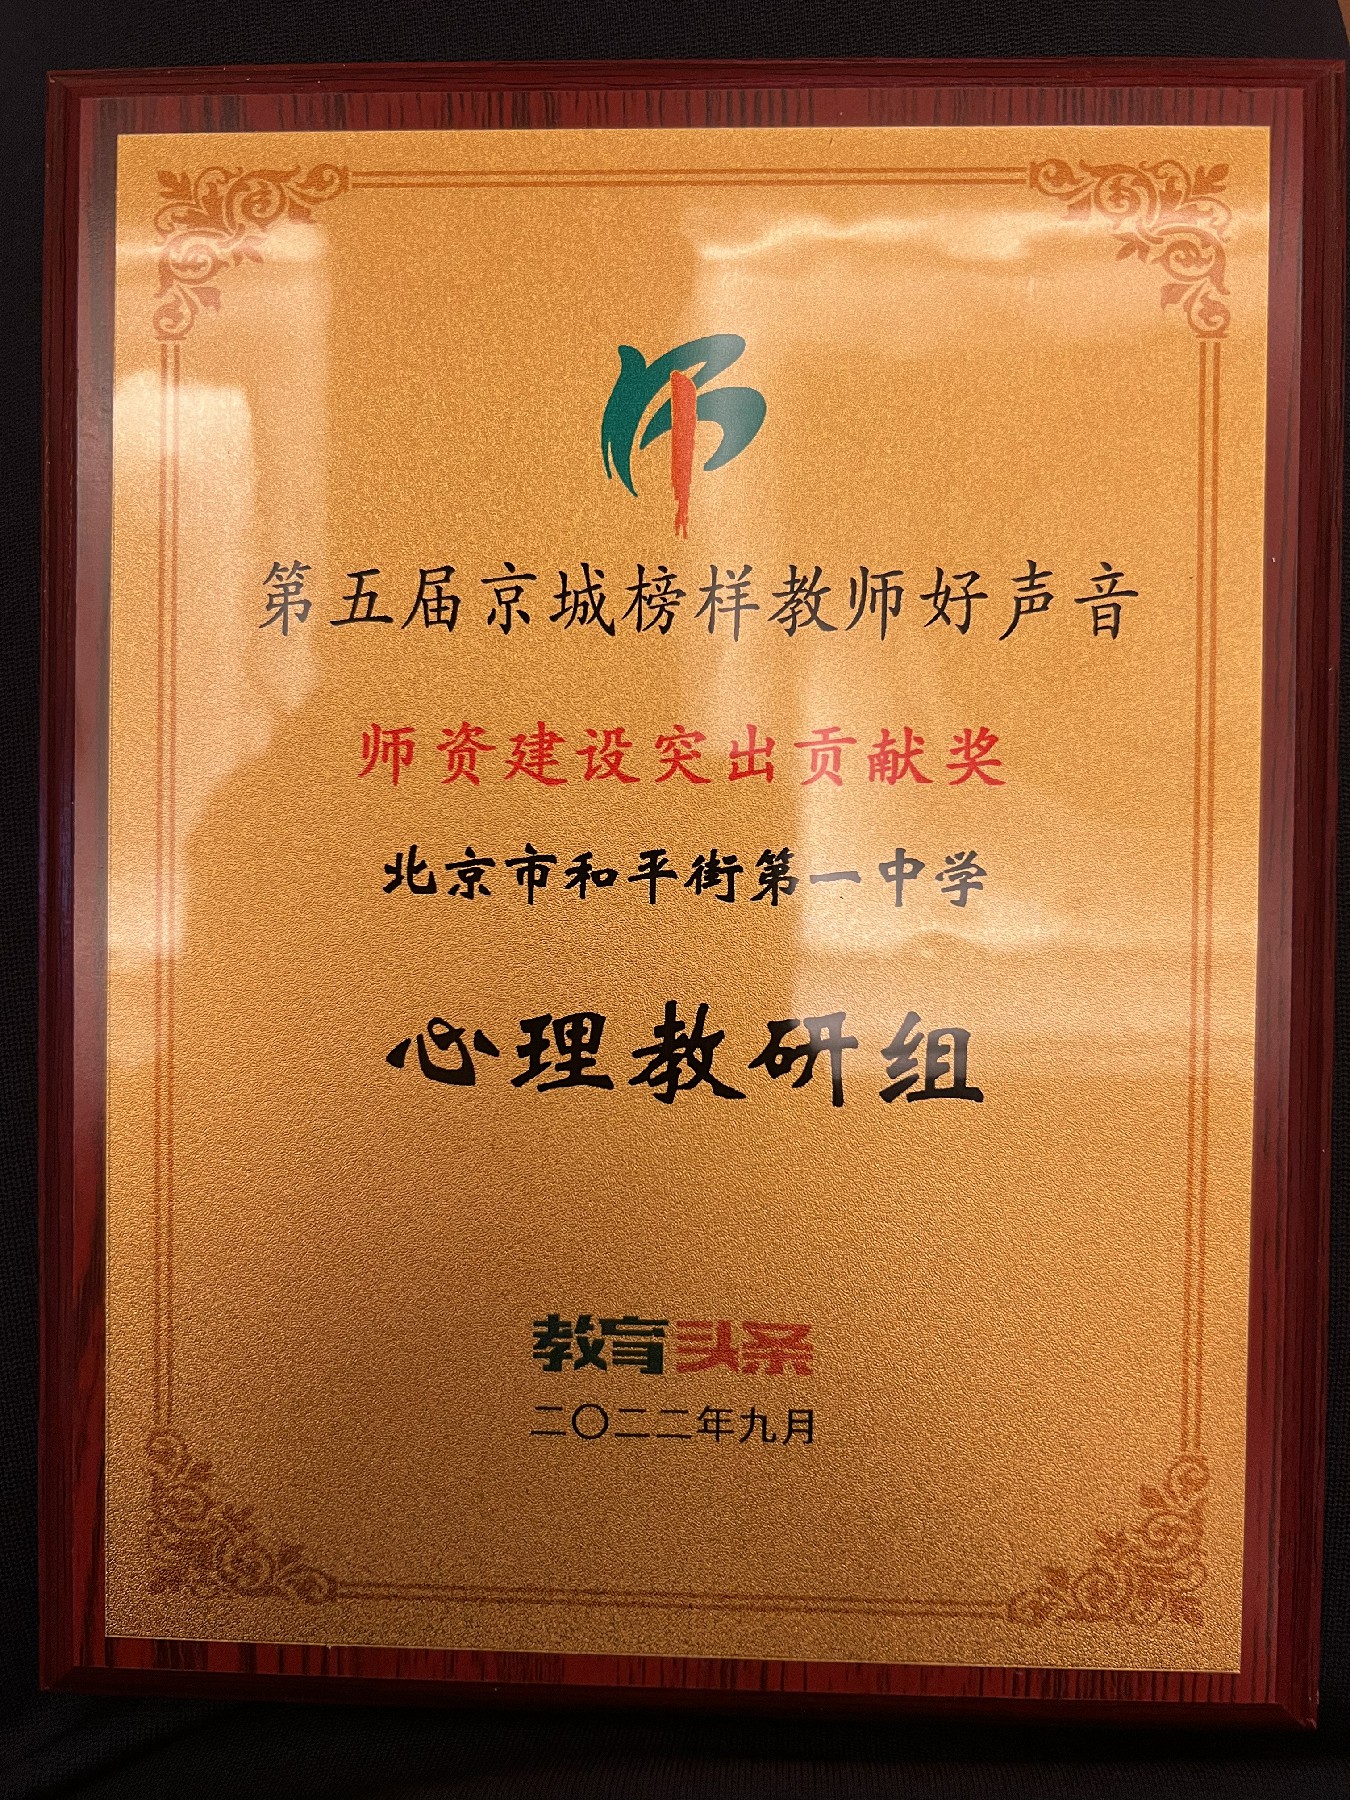 师
第五届京城榜样教师好声音
师资建设突出贡献奖
北京市和平街第一中学
心理教研组
教育头条
二〇二二年九月